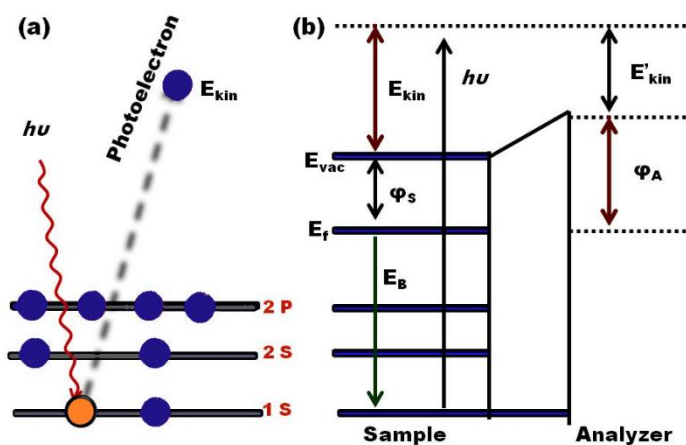 (a)
Photoelectron
E_kin
hυ
2 P
2 S
1 S
(b)
E_kin
hυ
E'_kin
E_vac
φ_S
φ_A
E_f
E_B
Sample
Analyzer